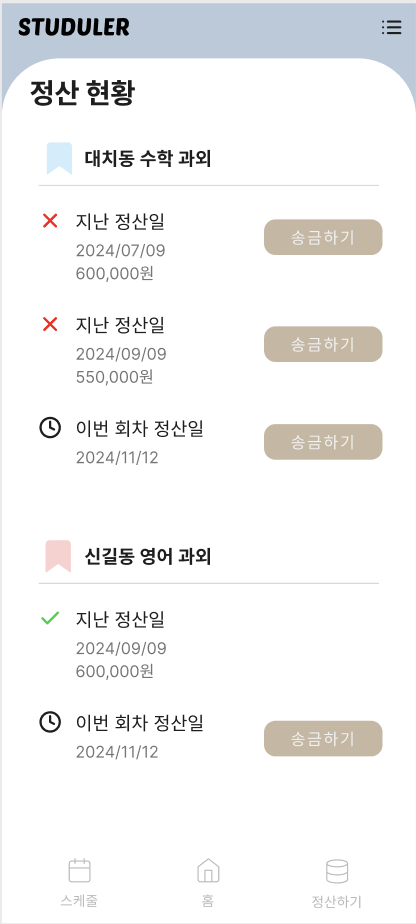 STUDULER
정산 현황
대치동 수학 과외
지난 정산일
2024/07/09
600,000원
송금하기
지난 정산일
2024/09/09
550,000원
송금하기
이번 회차 정산일
2024/11/12
송금하기
신길동 영어 과외
지난 정산일
2024/09/09
600,000원
이번 회차 정산일
2024/11/12
송금하기
스케줄
홈
정산하기